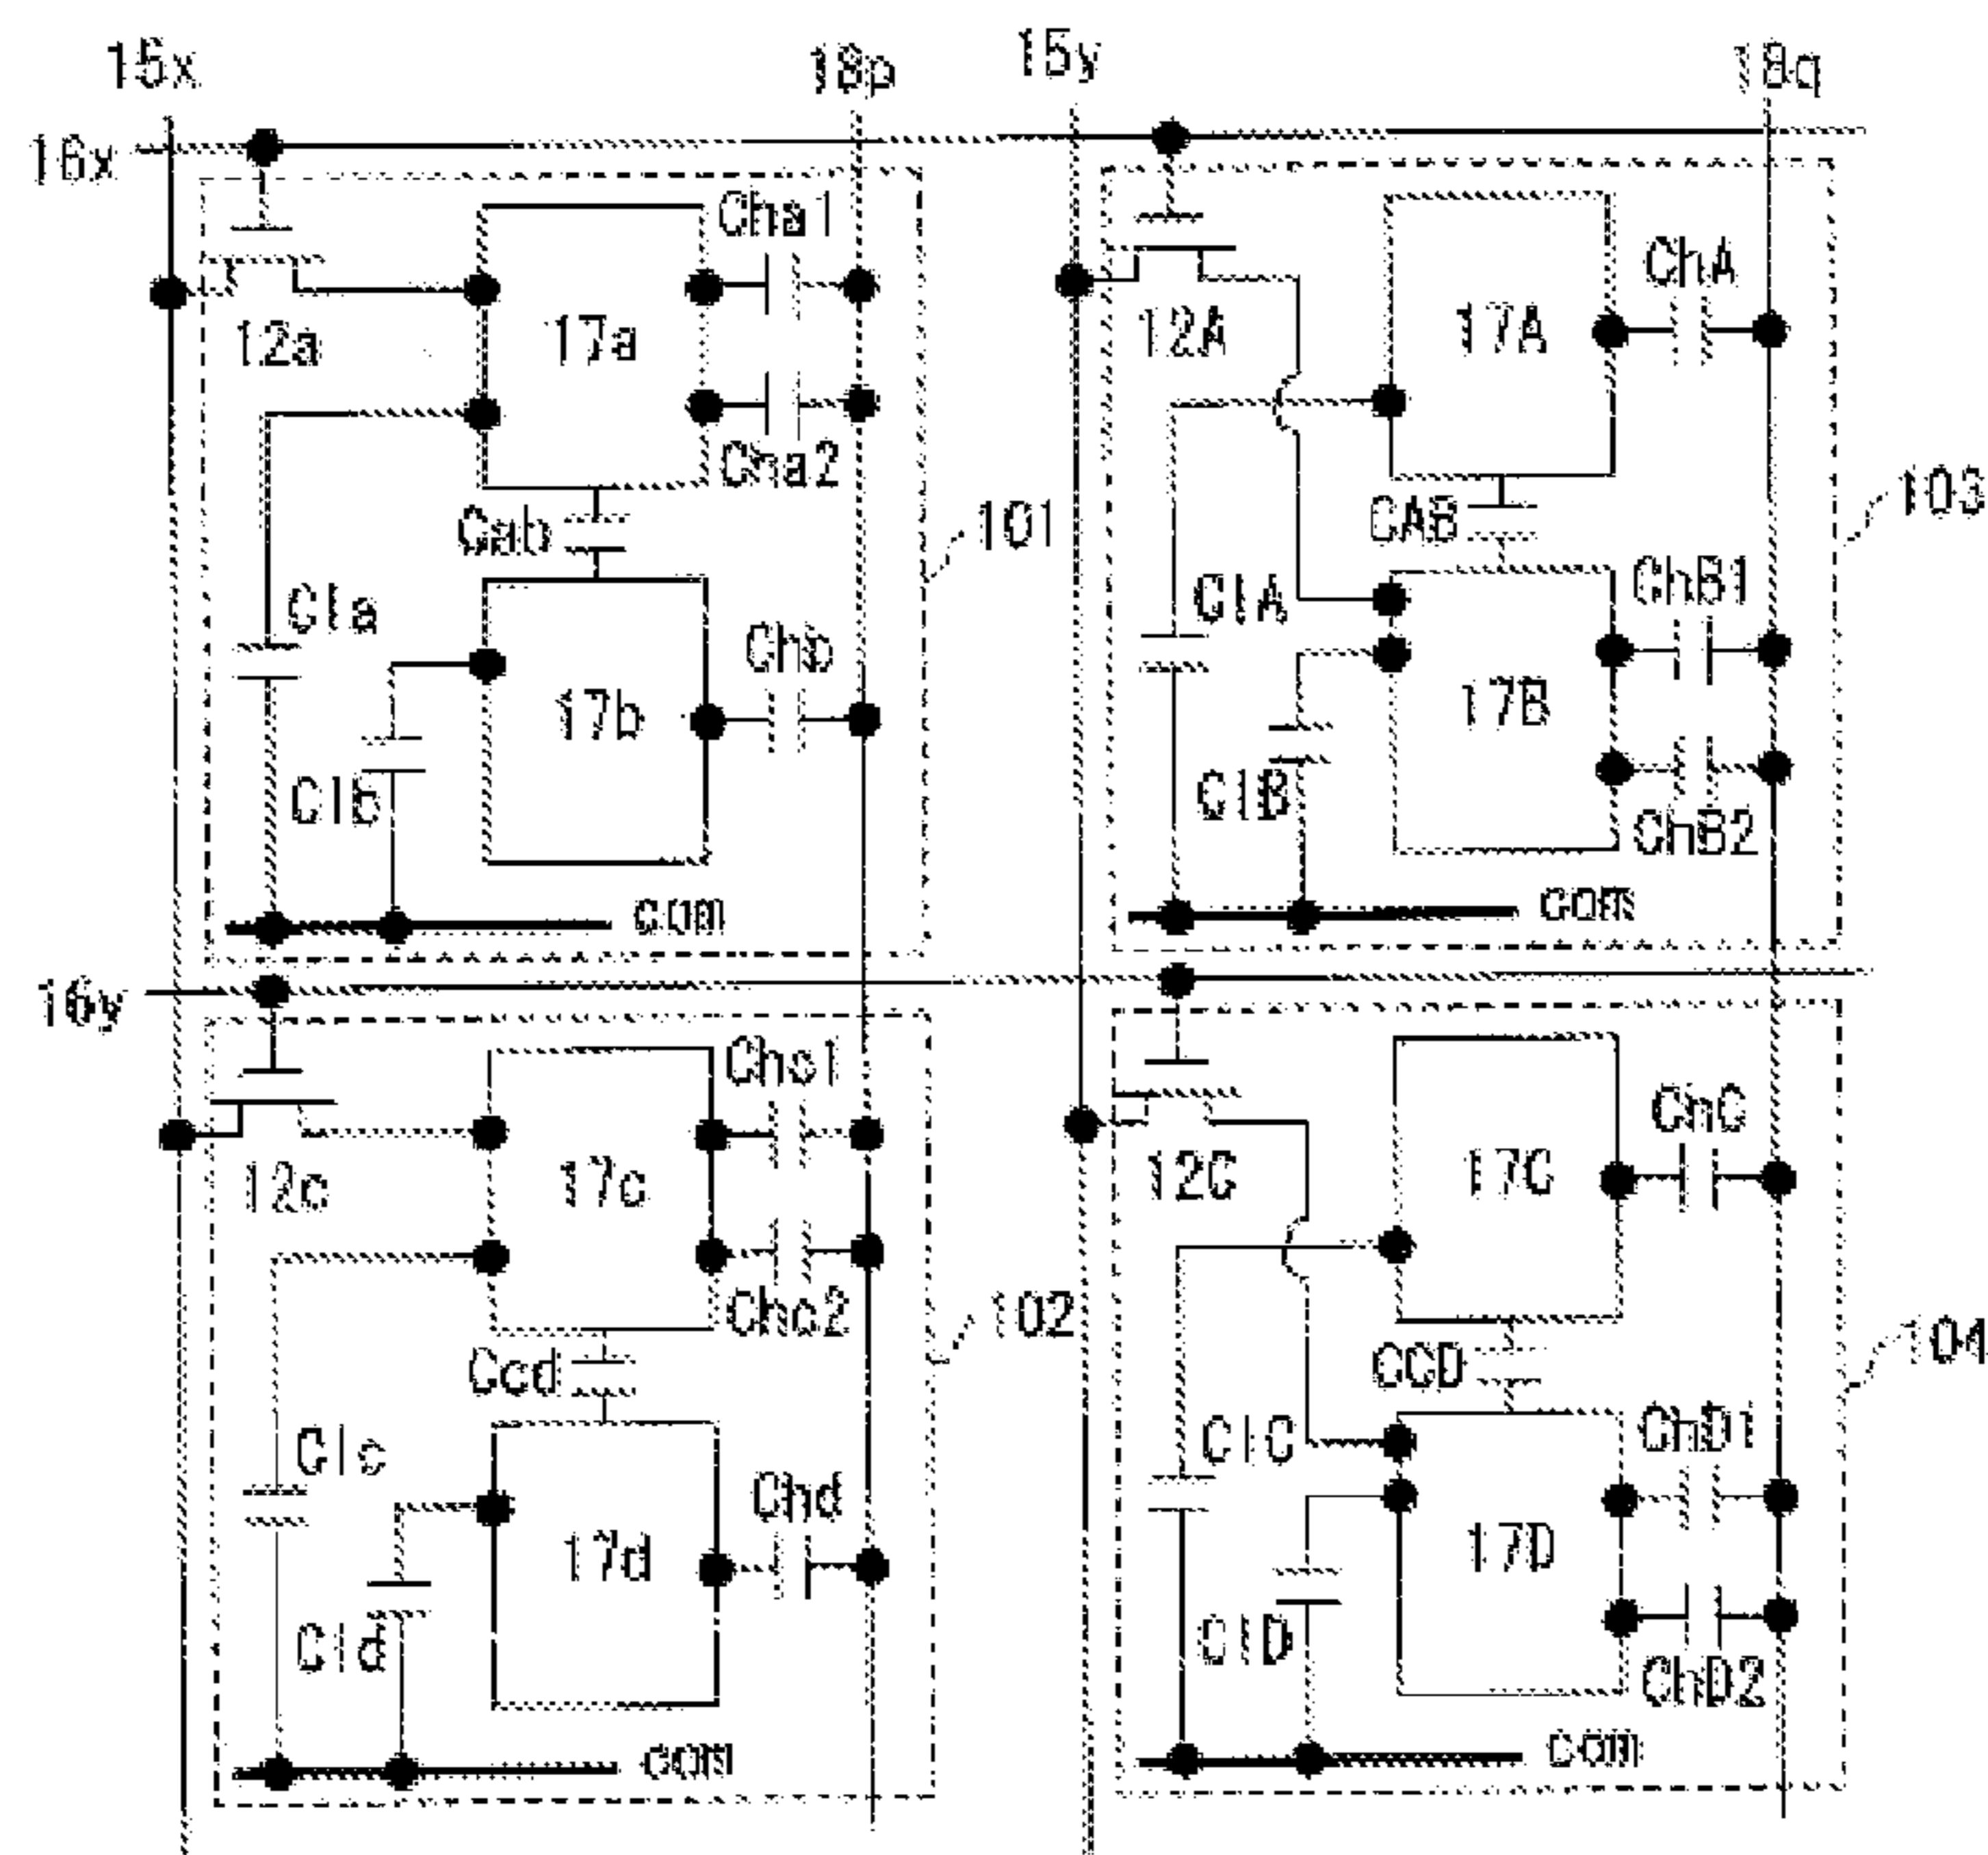 15x
18p
15y
18q
16x
Cha1
ChA
12a
17a
12A
17A
Cha2
Cab
101
CAB
103
Cla
ClA
ChB1
Chb
17b
17B
Clb
ClB
ChB2
com
com
16y
Chc1
ChC
12c
17c
12C
17C
Chc2
102
104
Ccd
CCD
Clc
ClC
ChD1
Chd
17d
17D
Cld
ClD
ChD2
com
com